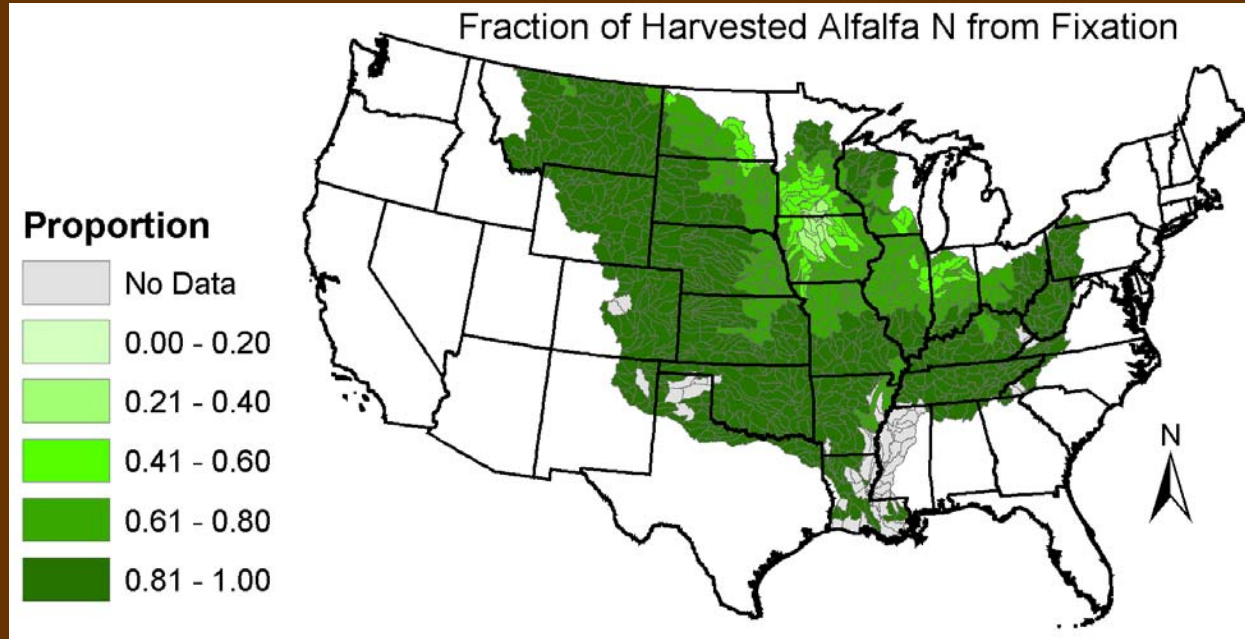 Fraction of Harvested Alfalfa N from Fixation
Proportion
No Data
0.00 - 0.20
0.21 - 0.40
0.41 - 0.60
0.61 - 0.80
0.81 - 1.00
N